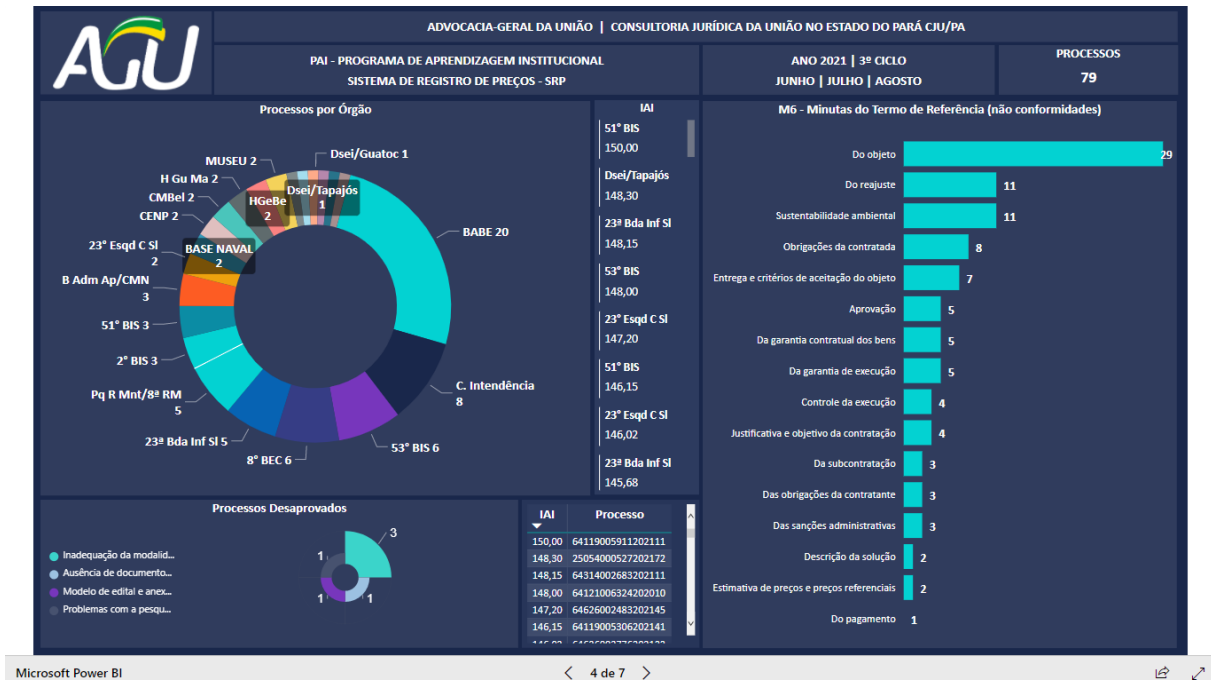 AGU
ADVOCACIA-GERAL DA UNIÃO | CONSULTORIA JURÍDICA DA UNIÃO NO ESTADO DO PARÁ CJU/PA
PAI - PROGRAMA DE APRENDIZAGEM INSTITUCIONAL
SISTEMA DE REGISTRO DE PREÇOS - SRP
ANO 2021 | 3º CICLO
JUNHO | JULHO | AGOSTO
PROCESSOS
79
Processos por Órgão
Dsei/Guatoc 1
MUSEU 2
H Gu Ma 2
CMBel 2
CENP 2
23° Esqd C Sl
2
B Adm Ap/CMN
3
51° BIS 3
2° BIS 3
Pq R Mnt/8ª RM
5
23ª Bda Inf Sl 5
8° BEC 6
53° BIS 6
C. Intendência
8
BABE 20
Dsei/Tapajós
1
HGeBe
2
BASE NAVAL
2
IAI
51° BIS
150,00
Dsei/Tapajós
148,30
23ª Bda Inf Sl
148,15
53° BIS
148,00
23° Esqd C Sl
147,20
51° BIS
146,15
23° Esqd C Sl
146,02
23ª Bda Inf Sl
145,68
M6 - Minutas do Termo de Referência (não conformidades)
Do objeto 29
Do reajuste 11
Sustentabilidade ambiental 11
Obrigações da contratada 8
Entrega e critérios de aceitação do objeto 7
Aprovação 5
Da garantia contratual dos bens 5
Da garantia de execução 5
Controle da execução 4
Justificativa e objetivo da contratação 4
Da subcontratação 3
Das obrigações da contratante 3
Das sanções administrativas 3
Descrição da solução 2
Estimativa de preços e preços referenciais 2
Do pagamento 1
Processos Desaprovados
Inadequação da modalid...
Ausência de documento...
Modelo de edital e anex...
Problemas com a pesqu...
3
1
1
1
IAI Processo
150,00 64119005911202111
148,30 25054000527202172
148,15 64314002683202111
148,00 64121006324202010
147,20 64626002483202145
146,15 64119005306202141
Microsoft Power BI
4 de 7